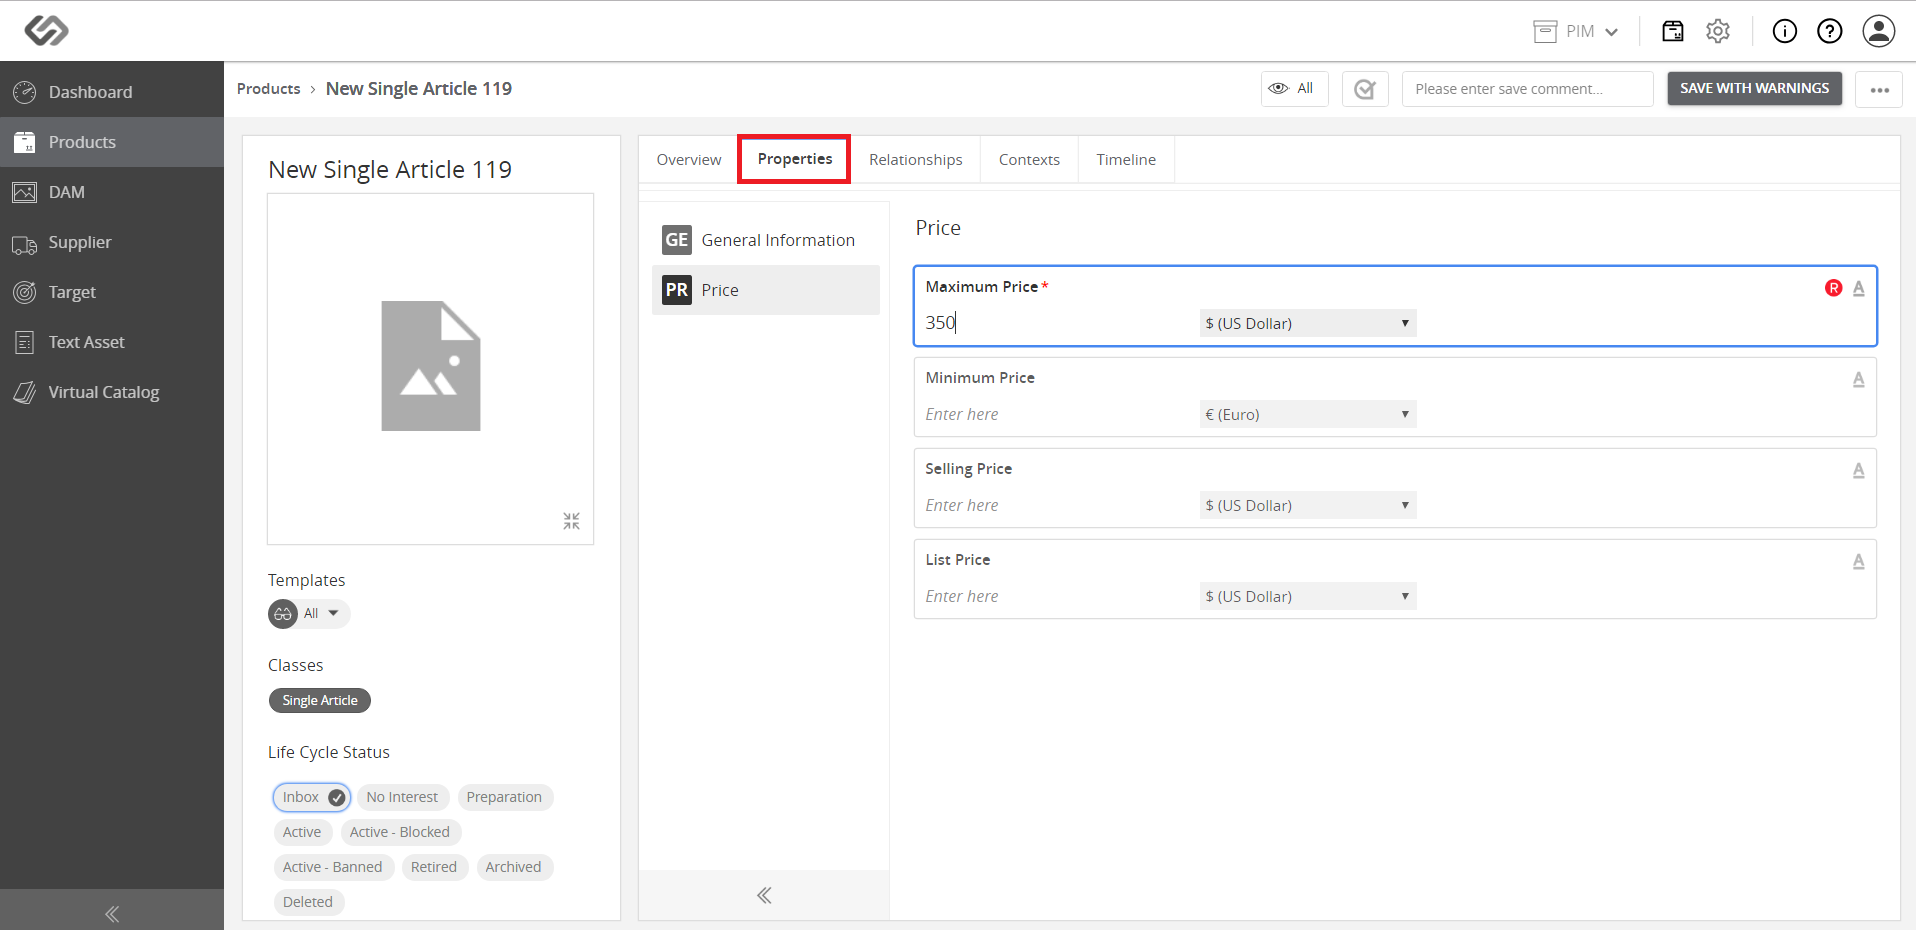 PIM
Dashboard
Products
DAM
Supplier
Target
Text Asset
Virtual Catalog
Products › New Single Article 119
All
Please enter save comment...
SAVE WITH WARNINGS
New Single Article 119
Templates
All
Classes
Single Article
Life Cycle Status
Inbox No Interest Preparation
Active Active - Blocked
Active - Banned Retired Archived
Deleted
Overview Properties Relationships Contexts Timeline
GE General Information
PR Price
Price
Maximum Price * R A
350 $ (US Dollar)
Minimum Price A
Enter here € (Euro)
Selling Price A
Enter here $ (US Dollar)
List Price A
Enter here $ (US Dollar)